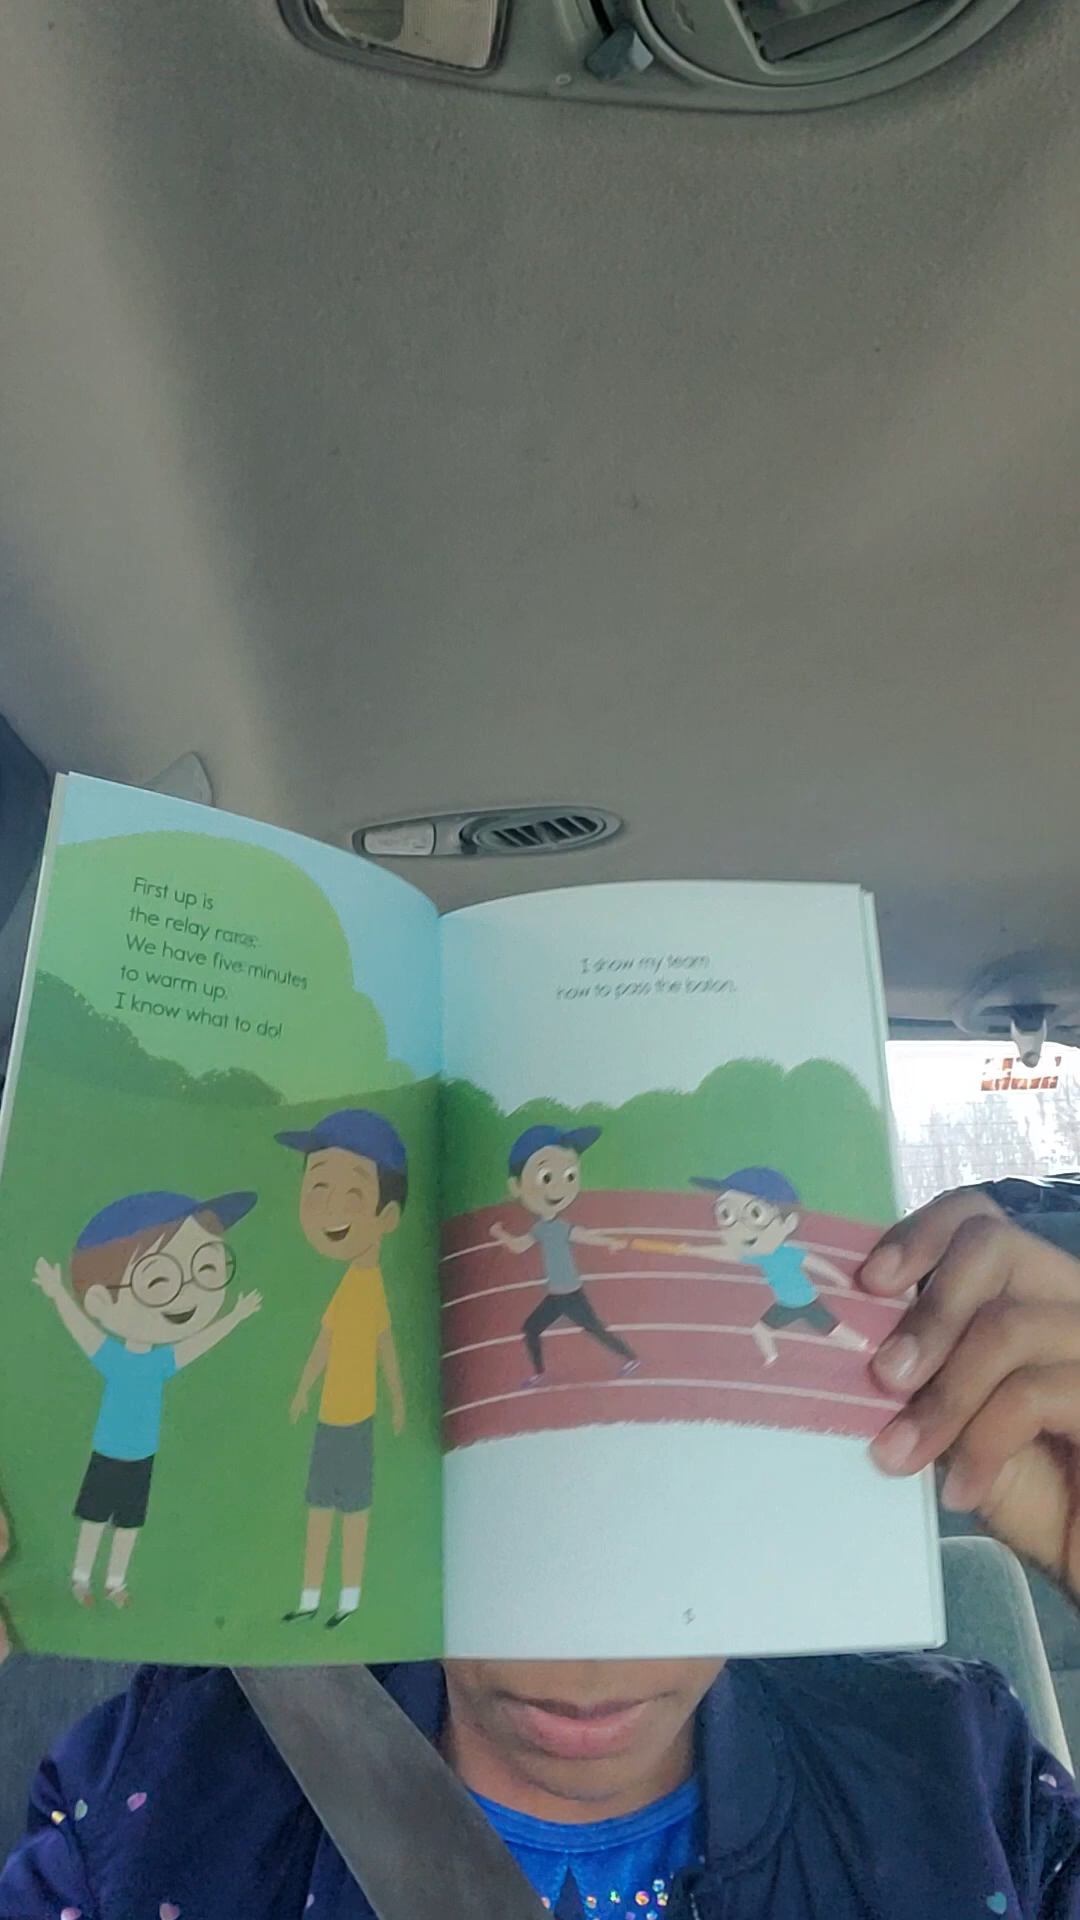 First up is
the relay race.
We have five minutes
to warm up.
I know what to do!
I show my team
how to pass the baton.